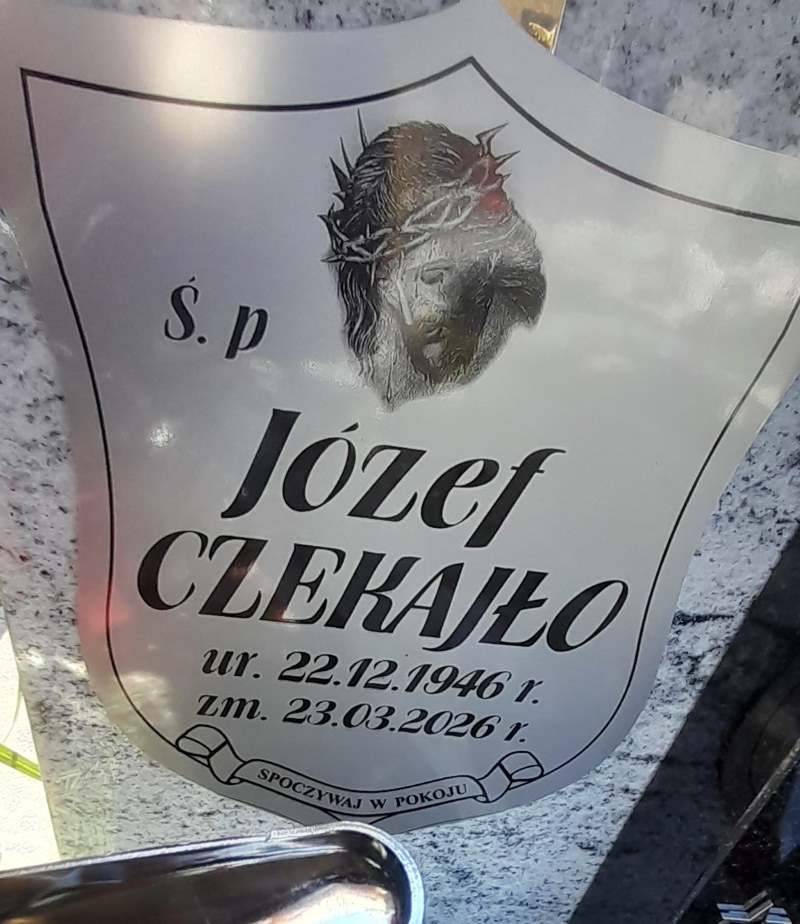 Ś. p
Józef
CZEKAJŁO
ur. 22.12.1946 r.
zm. 23.03.2026 r.
SPOCZYWAJ W POKOJU